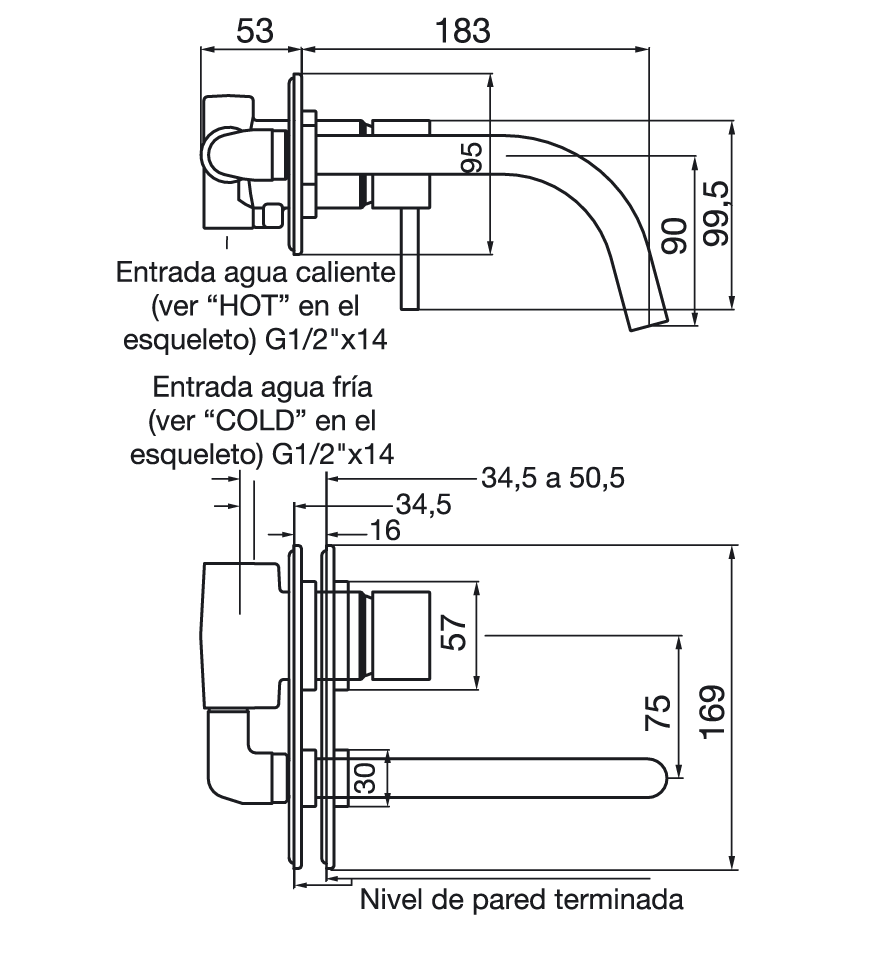 53
183
95
90
99,5
Entrada agua caliente
(ver “HOT” en el
esqueleto) G1/2"x14
Entrada agua fría
(ver “COLD” en el
esqueleto) G1/2"x14
34,5 a 50,5
34,5
16
57
75
169
30
Nivel de pared terminada